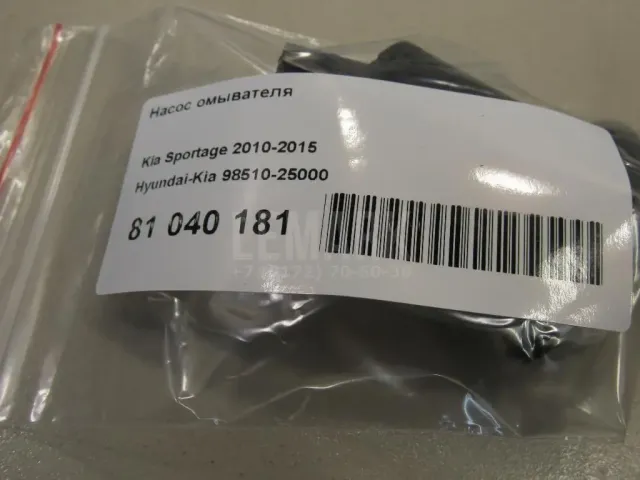 Насос омывателя
Kia Sportage 2010-2015
Hyundai-Kia 98510-25000
81 040 181